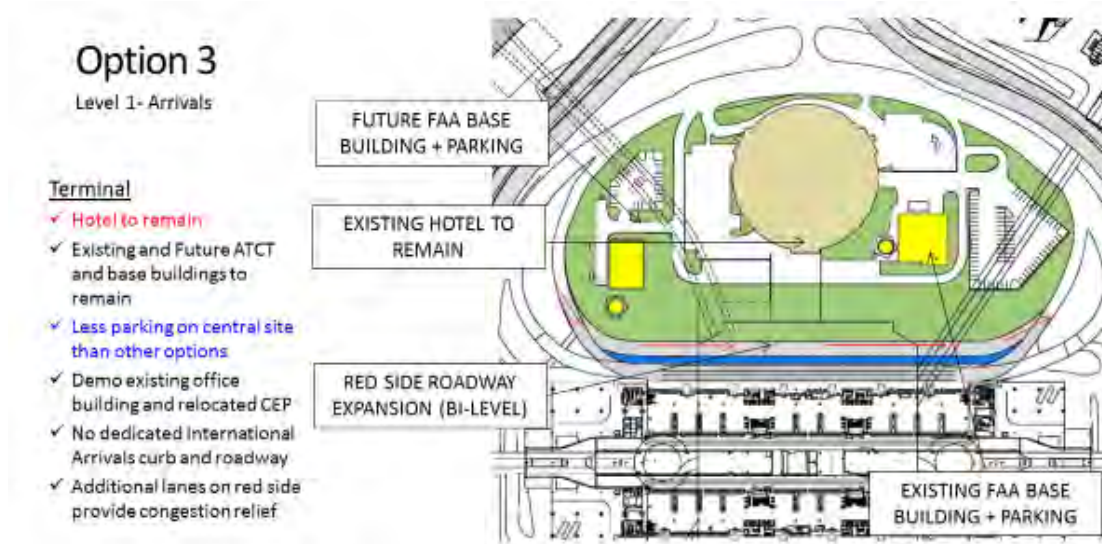 Option 3
Level 1- Arrivals
Terminal
✓ Hotel to remain
✓ Existing and Future ATCT
and base buildings to
remain
✓ Less parking on central site
than other options
✓ Demo existing office
building and relocated CEP
✓ No dedicated International
Arrivals curb and roadway
✓ Additional lanes on red side
provide congestion relief
FUTURE FAA BASE
BUILDING + PARKING
EXISTING HOTEL TO
REMAIN
RED SIDE ROADWAY
EXPANSION (BI-LEVEL)
EXISTING FAA BASE
BUILDING + PARKING